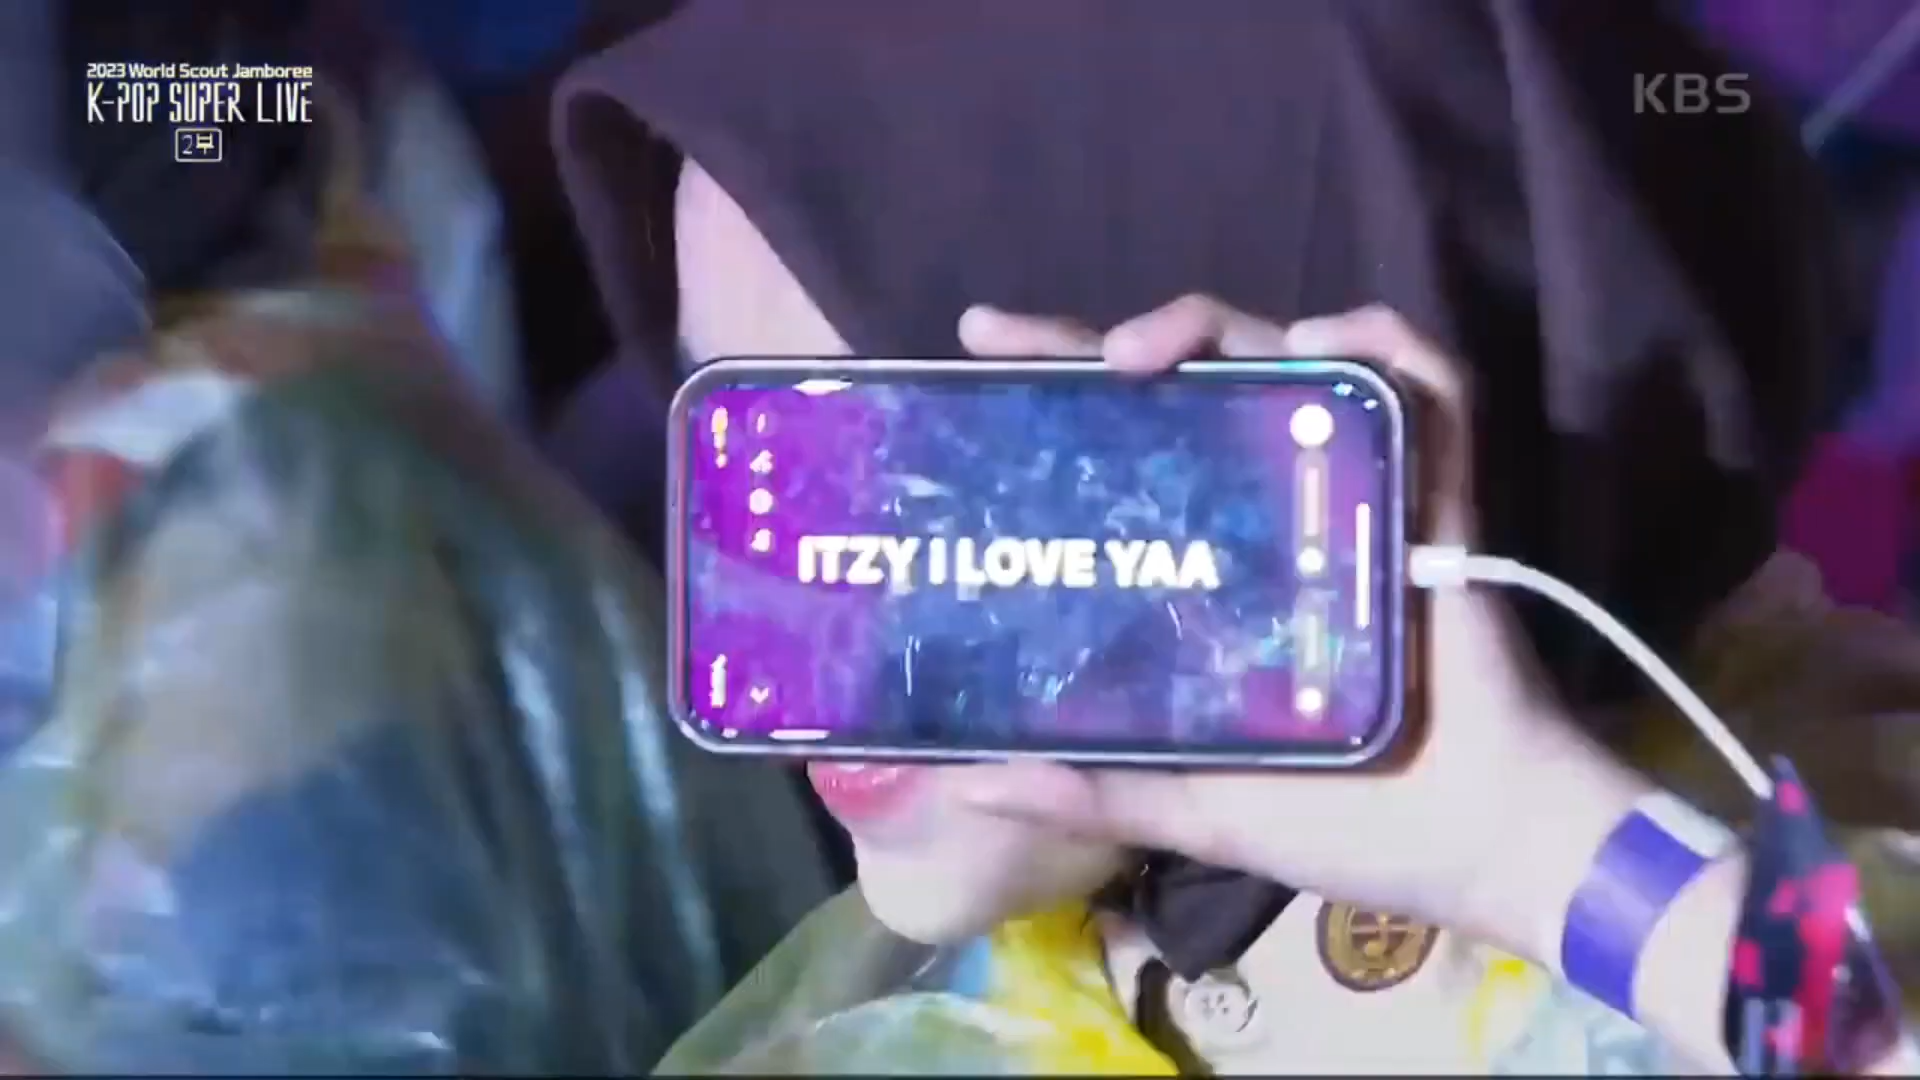 2023 World Scout Jamboree
K-POP SUPER LIVE
2부
KBS
ITZY I LOVE YAA